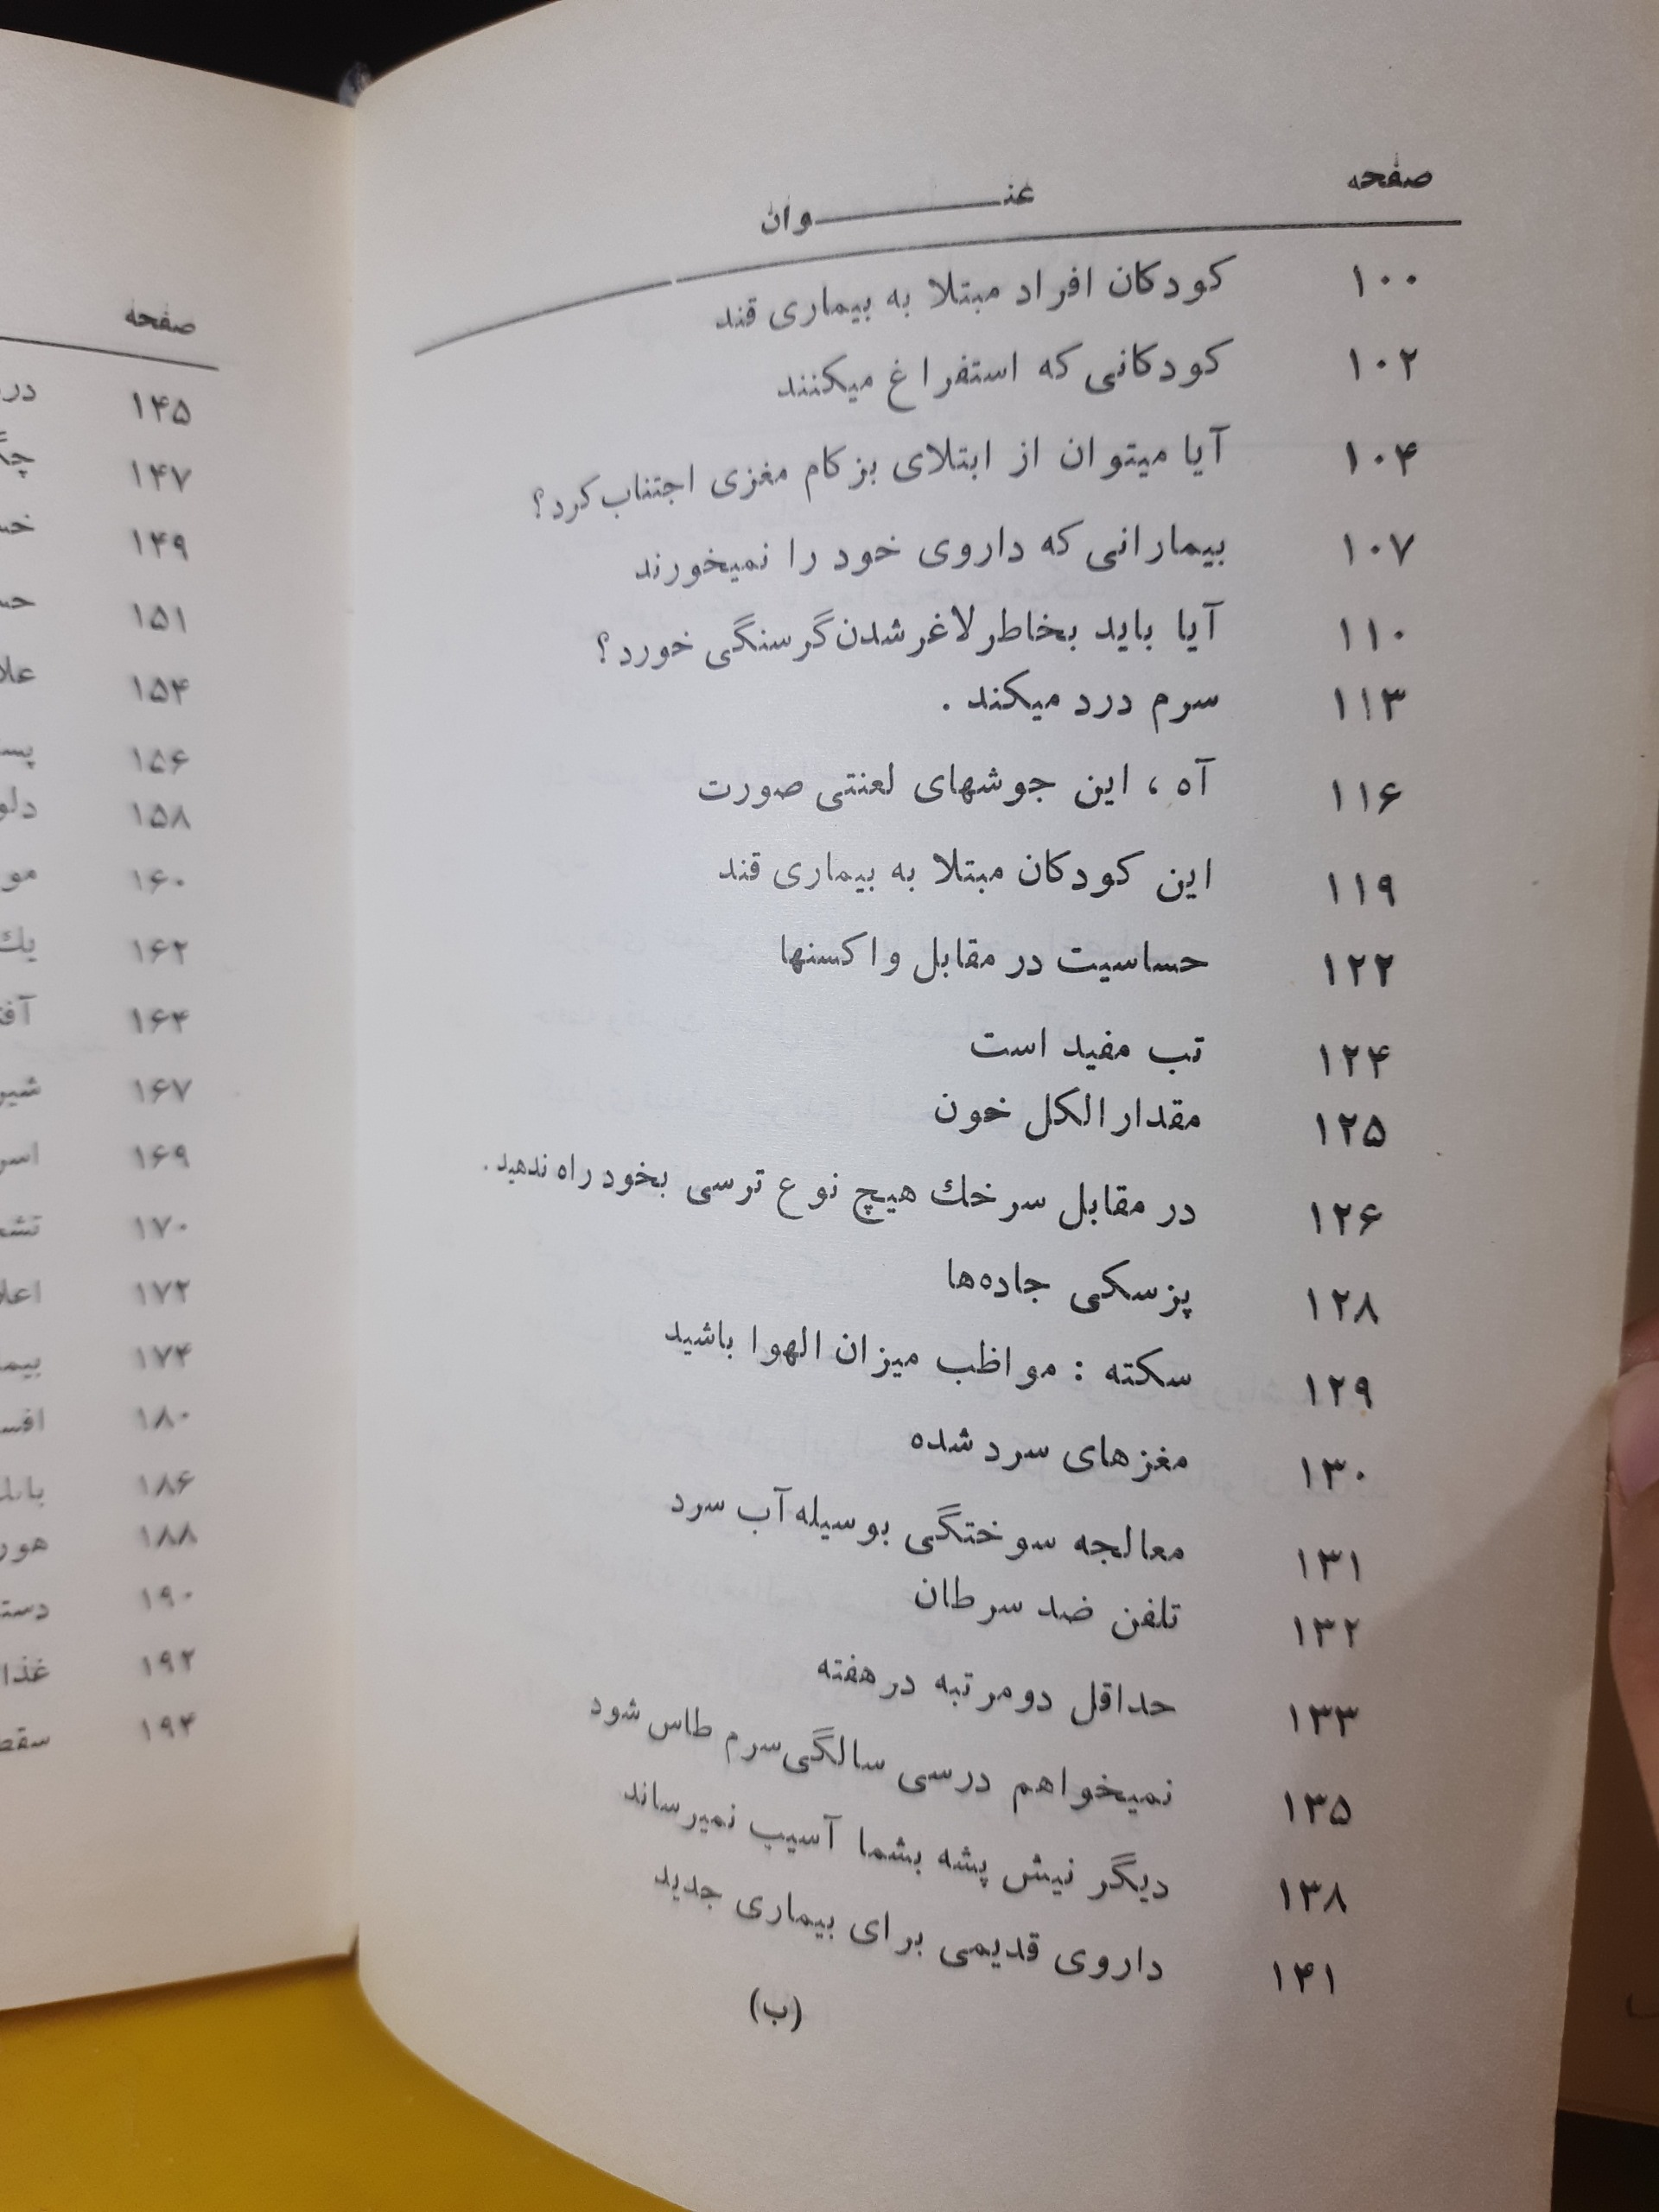 صفحه عنـــــــوان
۱۰۰ کودکان افراد مبتلا به بیماری قند
۱۰۲ کودکانی که استفراغ میکنند
۱۰۴ آیا میتوان از ابتلای بزکام مغزی اجتناب کرد؟
۱۰۷ بیمارانی که داروی خود را نمیخورند
۱۱۰ آیا باید بخاطر لاغر شدن گرسنگی خورد؟
۱۱۳ سرم درد میکند .
۱۱۶ آه ، این جوشهای لعنتی صورت
۱۱۹ این کودکان مبتلا به بیماری قند
۱۲۲ حساسیت در مقابل واکسنها
۱۲۴ تب مفید است
۱۲۵ مقدار الکل خون
۱۲۶ در مقابل سرخك هیچ نوع ترسی بخود راه ندهید.
۱۲۸ پزسکی جاده‌ها
۱۲۹ سکته : مواظب میزان الهوا باشید
۱۳۰ مغزهای سرد شده
۱۳۱ معالجه سوختگی بوسیله آب سرد
۱۳۲ تلفن ضد سرطان
۱۳۳ حداقل دومرتبه درهفته
۱۳۵ نمیخواهم درسی سالگی سرم طاس شود
۱۳۸ دیگر نیش پشه بشما آسیب نمیرساند
۱۴۱ داروی قدیمی برای بیماری جدید
(ب)
صفحه
۱۴۵
۱۴۷
۱۴۹
۱۵۱
۱۵۴
۱۵۶
۱۵۸
۱۶۰
۱۶۲
۱۶۴
۱۶۷
۱۶۹
۱۷۰
۱۷۲
۱۷۴
۱۸۰
۱۸۶
۱۸۸
۱۹۰
۱۹۲
۱۹۴